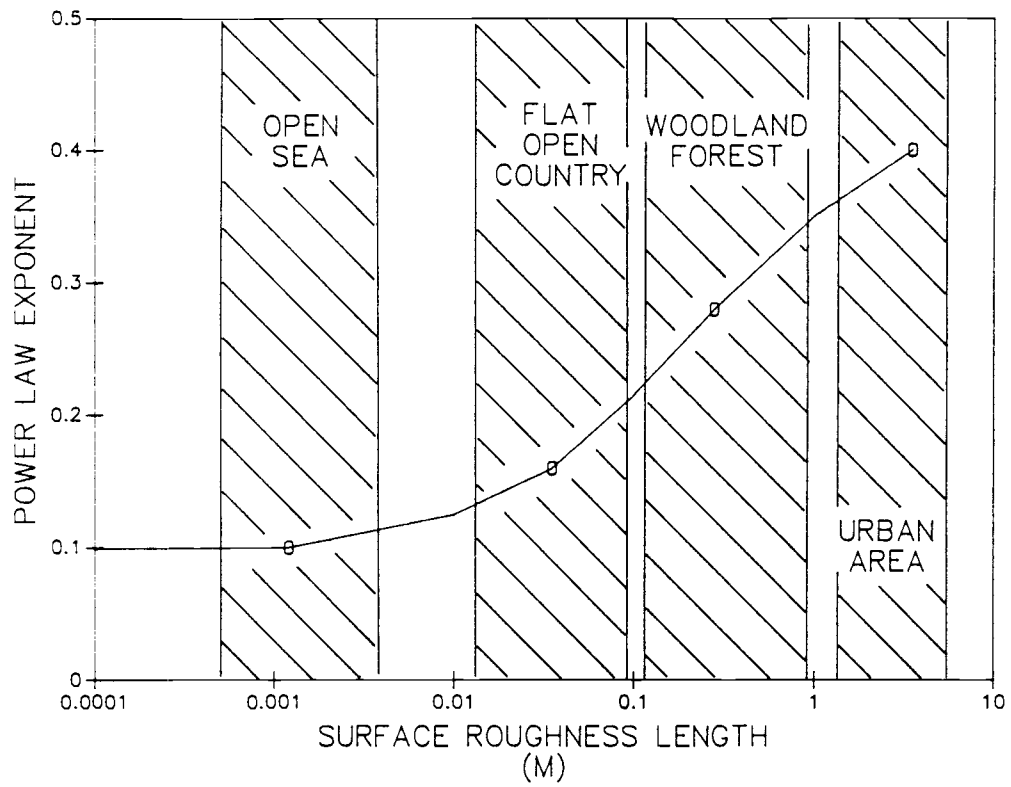 POWER LAW EXPONENT
0.5
0.4
0.3
0.2
0.1
0
OPEN
SEA
FLAT
OPEN
COUNTRY
WOODLAND
FOREST
URBAN
AREA
0.0001
0.001
0.01
0.1
1
10
SURFACE ROUGHNESS LENGTH
(M)